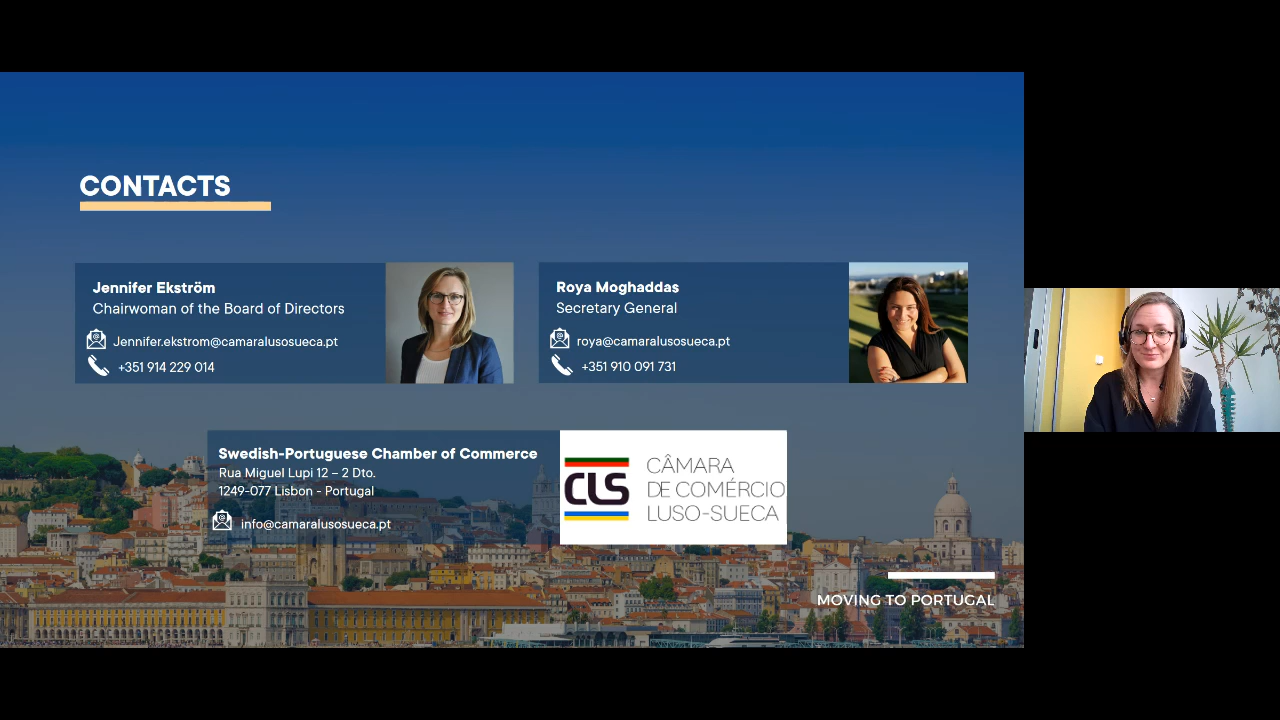 CONTACTS
Jennifer Ekström
Chairwoman of the Board of Directors
Jennifer.ekstrom@camaralusosueca.pt
+351 914 229 014
Roya Moghaddas
Secretary General
roya@camaralusosueca.pt
+351 910 091 731
Swedish-Portuguese Chamber of Commerce
Rua Miguel Lupi 12 – 2 Dto.
1249-077 Lisbon - Portugal
info@camaralusosueca.pt
CLS
CÂMARA
DE COMÉRCIO
LUSO-SUECA
MOVING TO PORTUGAL